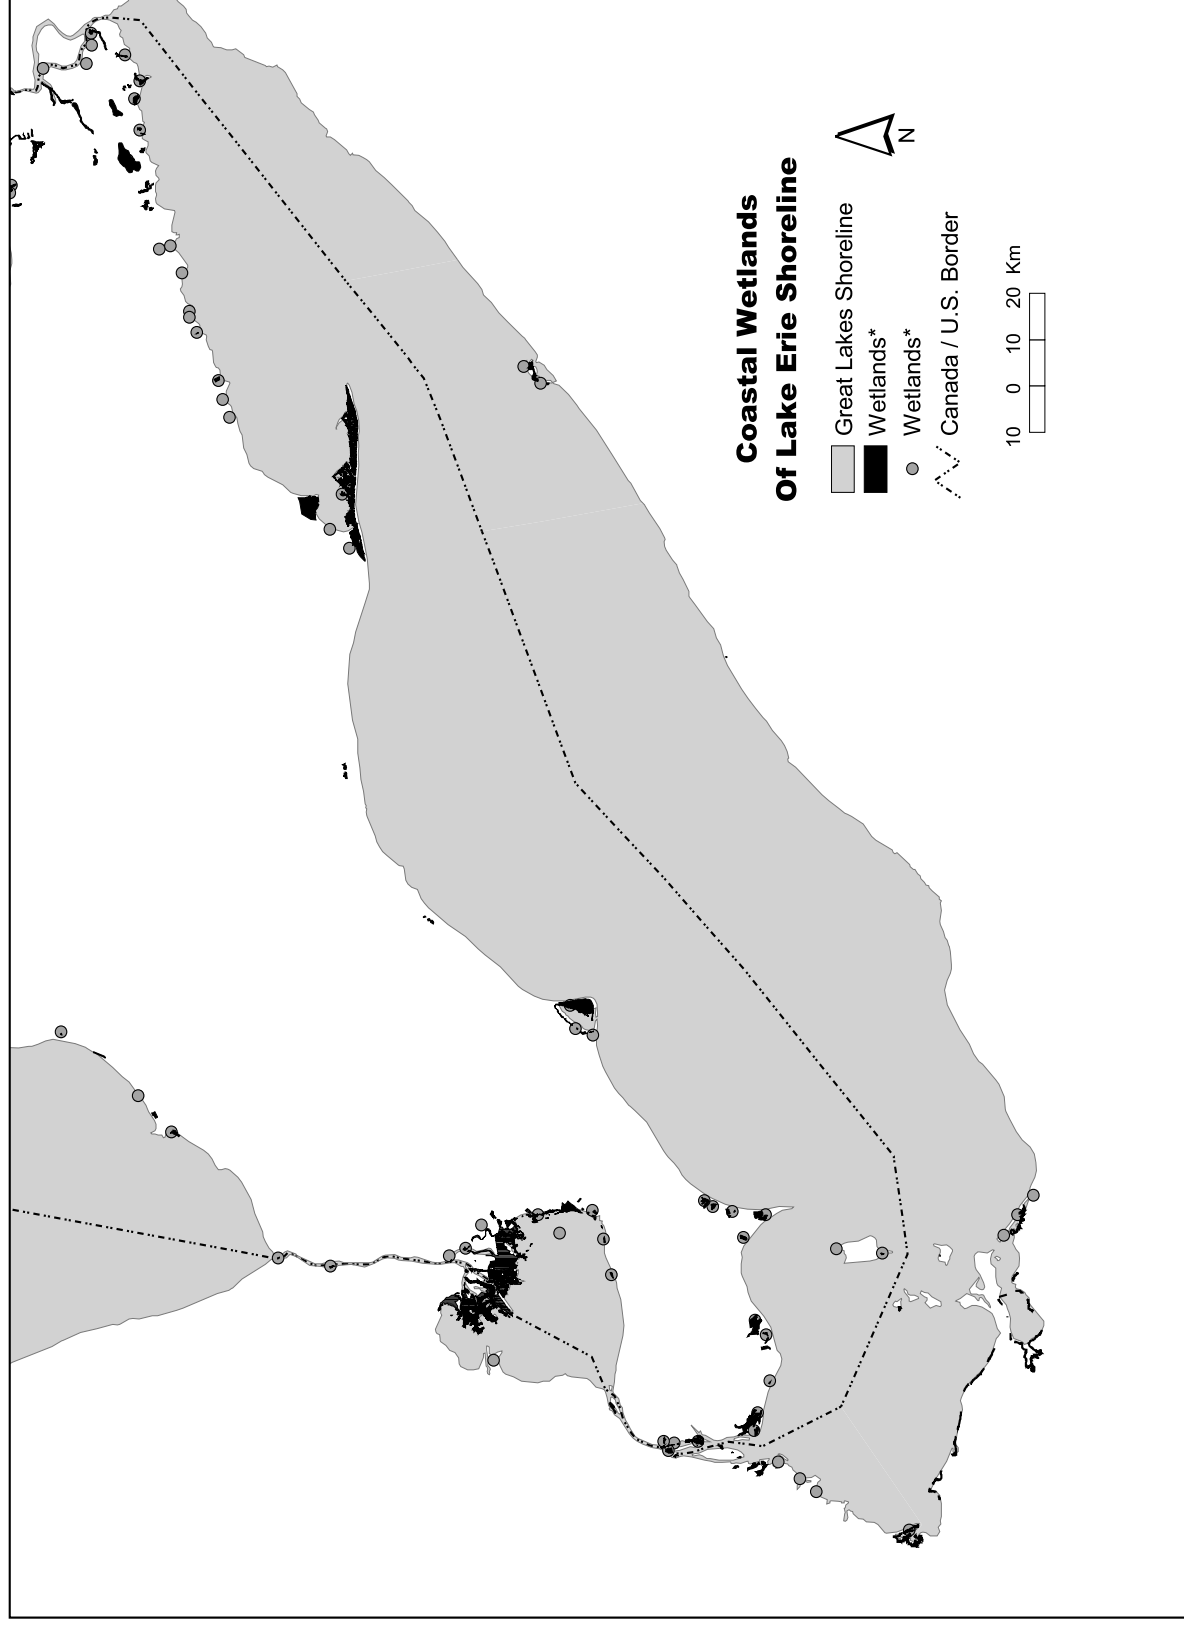 Coastal Wetlands
Of Lake Erie Shoreline
Great Lakes Shoreline
Wetlands*
Wetlands*
Canada / U.S. Border
10 0 10 20 Km
N